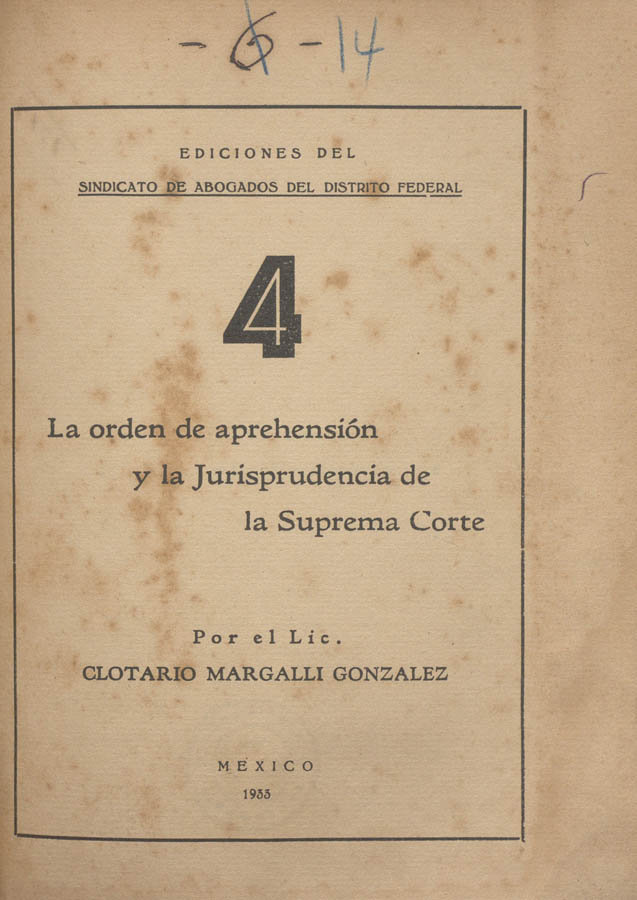 - 6 - 14
EDICIONES DEL
SINDICATO DE ABOGADOS DEL DISTRITO FEDERAL
4
La orden de aprehensión
y la Jurisprudencia de
la Suprema Corte
Por el Lic.
CLOTARIO MARGALLI GONZALEZ
MEXICO
1933